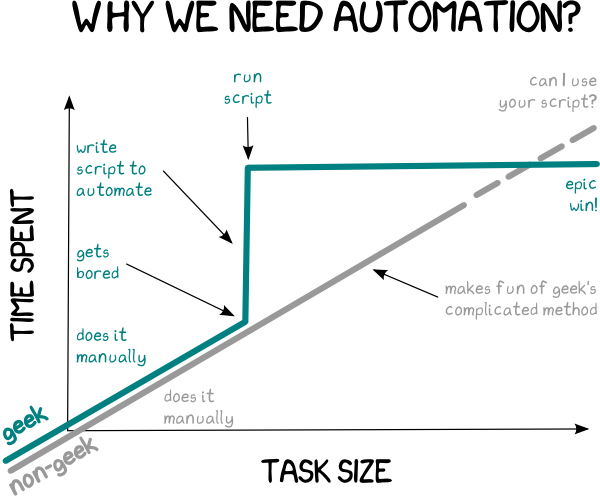 WHY WE NEED AUTOMATION?
run
script
can I use
your script?
write
script to
automate
epic
win!
TIME SPENT
gets
bored
makes fun of geek's
complicated method
does it
manually
does it
manually
geek
non-geek
TASK SIZE